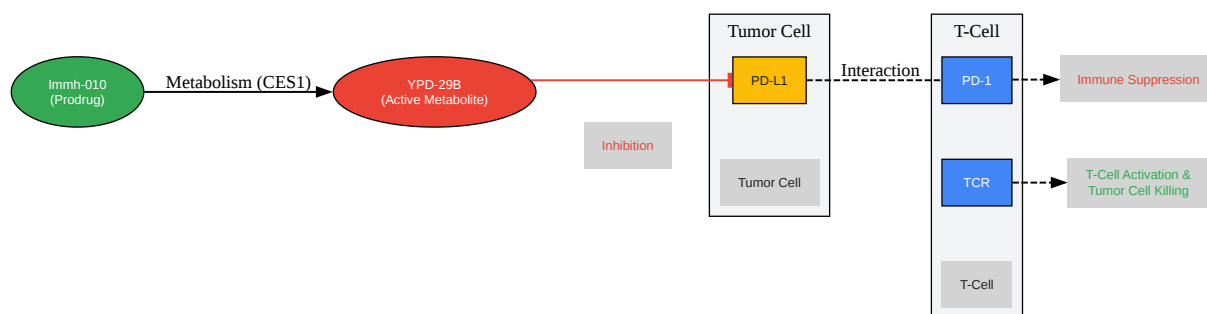 Immh-010
(Prodrug)
Metabolism (CES1)
YPD-29B
(Active Metabolite)
Inhibition
Tumor Cell
PD-L1
Tumor Cell
Interaction
T-Cell
PD-1
TCR
T-Cell
Immune Suppression
T-Cell Activation &
Tumor Cell Killing